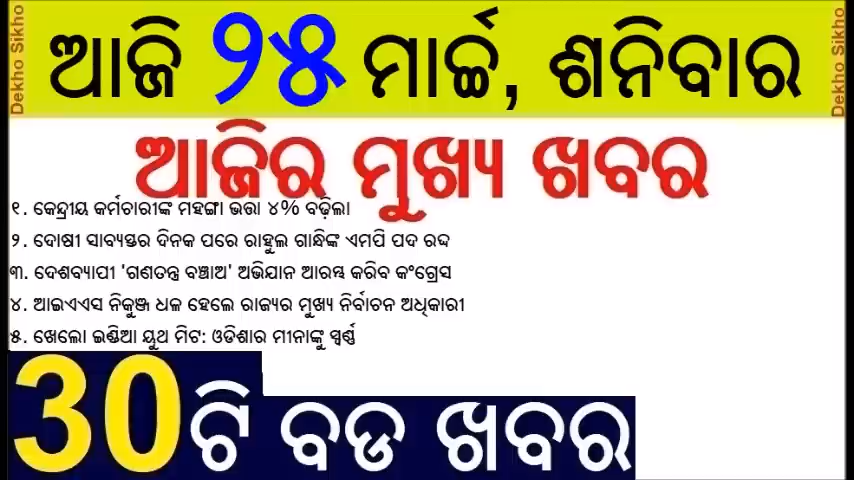 Dekho Sikho
ଆଜି ୨୫ ମାର୍ଚ୍ଚ, ଶନିବାର
Dekho Sikho
ଆଜିର ମୁଖ୍ୟ ଖବର
୧. କେନ୍ଦ୍ରୀୟ କର୍ମଚାରୀଙ୍କ ମହଙ୍ଗା ଭତ୍ତା ୪% ବଢ଼ିଲା
୨. ଦୋଷୀ ସାବ୍ୟସ୍ତର ଦିନକ ପରେ ରାହୁଲ ଗାନ୍ଧିଙ୍କ ଏମପି ପଦ ରଦ୍ଦ
୩. ଦେଶବ୍ୟାପୀ 'ଗଣତନ୍ତ୍ର ବଞ୍ଚାଅ' ଅଭିଯାନ ଆରମ୍ଭ କରିବ କଂଗ୍ରେସ
୪. ଆଇଏଏସ ନିକୁଞ୍ଜ ଧଳ ହେଲେ ରାଜ୍ୟର ମୁଖ୍ୟ ନିର୍ବାଚନ ଅଧିକାରୀ
୫. ଖେଲୋ ଇଣ୍ଡିଆ ୟୁଥ ମିଟ: ଓଡିଶାର ମୀନାଙ୍କୁ ସ୍ୱର୍ଣ୍ଣ
30ଟି ବଡ ଖବର